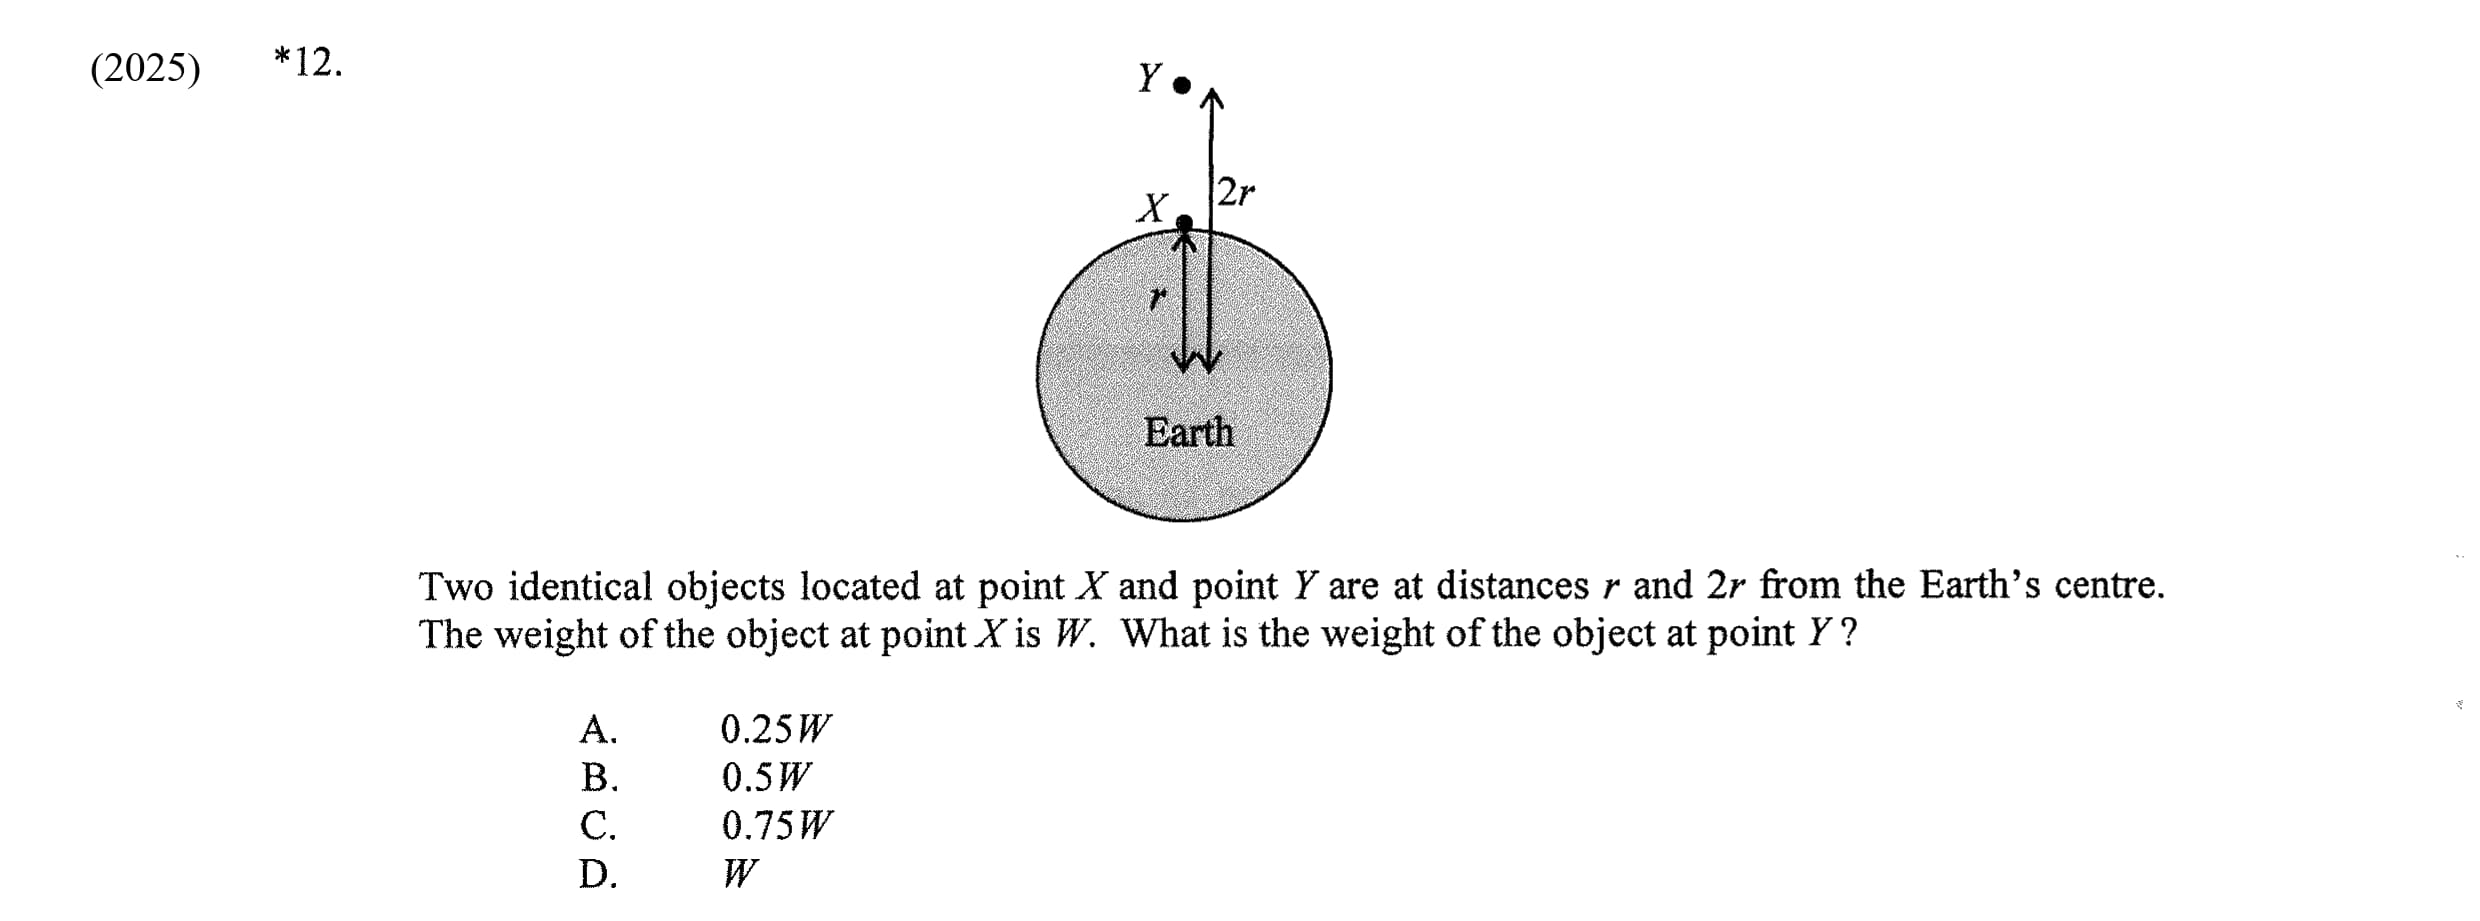 (2025) *12.
Y
X
2r
r
Earth
Two identical objects located at point X and point Y are at distances r and 2r from the Earth’s centre.
The weight of the object at point X is W. What is the weight of the object at point Y ?
A. 0.25W
B. 0.5W
C. 0.75W
D. W